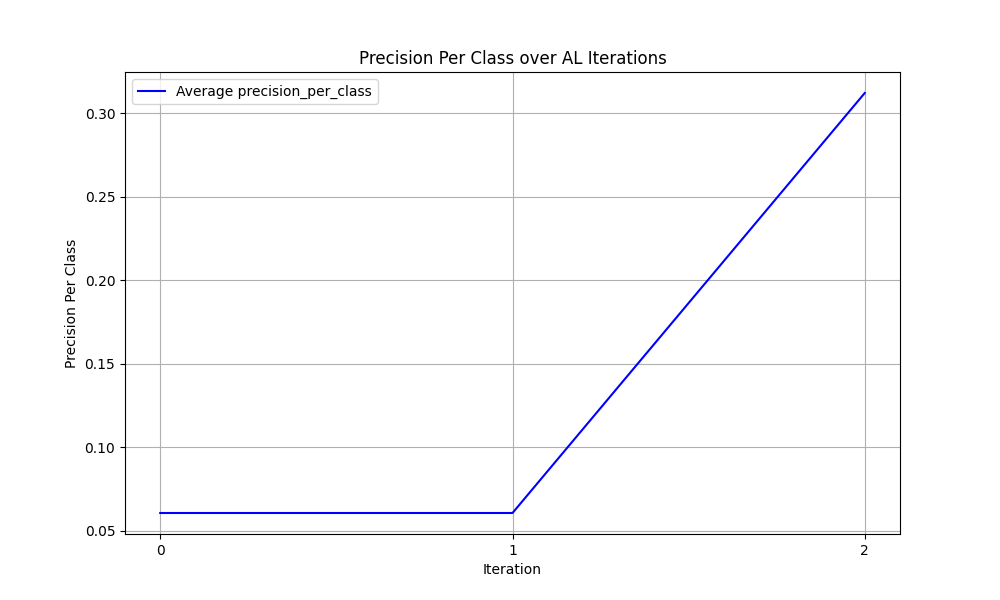 Precision Per Class over AL Iterations
Average precision_per_class
0.30
0.25
0.20
0.15
0.10
0.05
Precision Per Class
0 1 2
Iteration